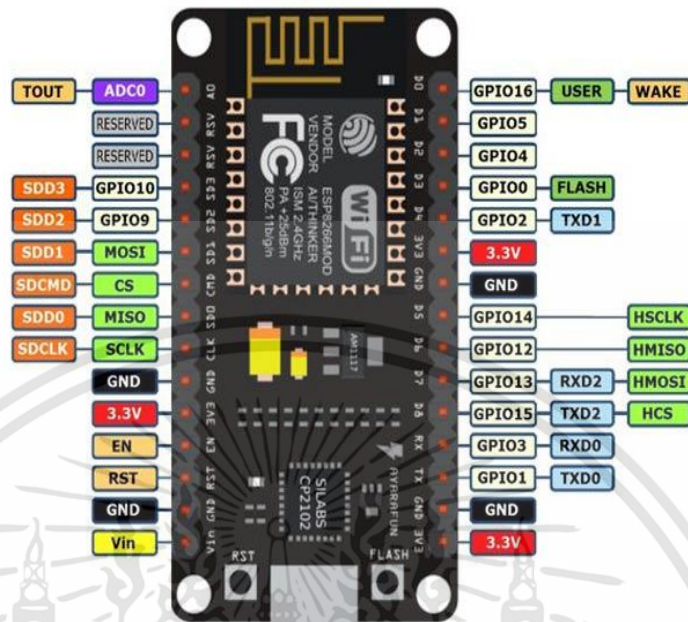 TOUT ADC0 A0 D0 GPIO16 USER WAKE
RESERVED RSV D1 GPIO5
RESERVED RSV D2 GPIO4
SDD3 GPIO10 SD3 D3 GPIO0 FLASH
SDD2 GPIO9 SD2 D4 GPIO2 TXD1
SDD1 MOSI SD1 3V3 3.3V
SDCMD CS CMD GND GND
SDD0 MISO SD0 D5 GPIO14 HSCLK
SDCLK SCLK CLK D6 GPIO12 HMISO
GND GND D7 GPIO13 RXD2 HMOSI
3.3V 3V3 D8 GPIO15 TXD2 HCS
EN EN RX GPIO3 RXD0
RST RST TX GPIO1 TXD0
GND GND GND GND
Vin Vin 3V3 3.3V
MODEL ESP8266MOD
VENDOR AI/THINKER
ISM 2.4GHz
PA +25dBm
802.11b/g/n
FC
Wi Fi
AM1117
AYARAFUN
SILABS
CP2102
RST
FLASH